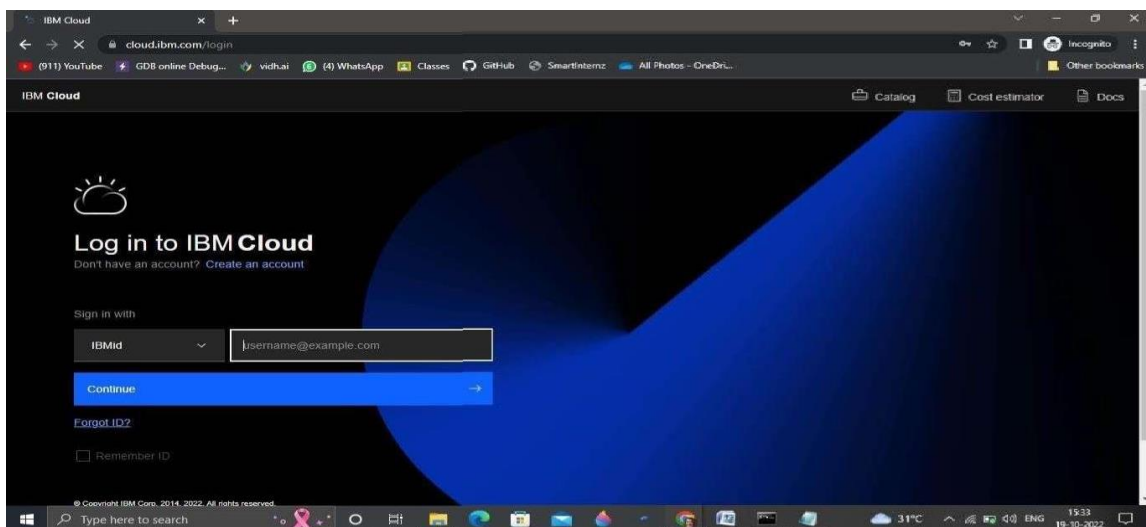 IBM Cloud
cloud.ibm.com/login
Incognito
(911) YouTube GDB online Debug... vidh.ai (4) WhatsApp Classes GitHub SmartInternz All Photos - OneDri... Other bookmarks
IBM Cloud Catalog Cost estimator Docs
Log in to IBM Cloud
Don't have an account? Create an account
Sign in with
IBMid username@example.com
Continue
Forgot ID?
Remember ID
© Copyright IBM Corp. 2014, 2022. All rights reserved.
Type here to search 31°C ENG 15:33
19-10-2022